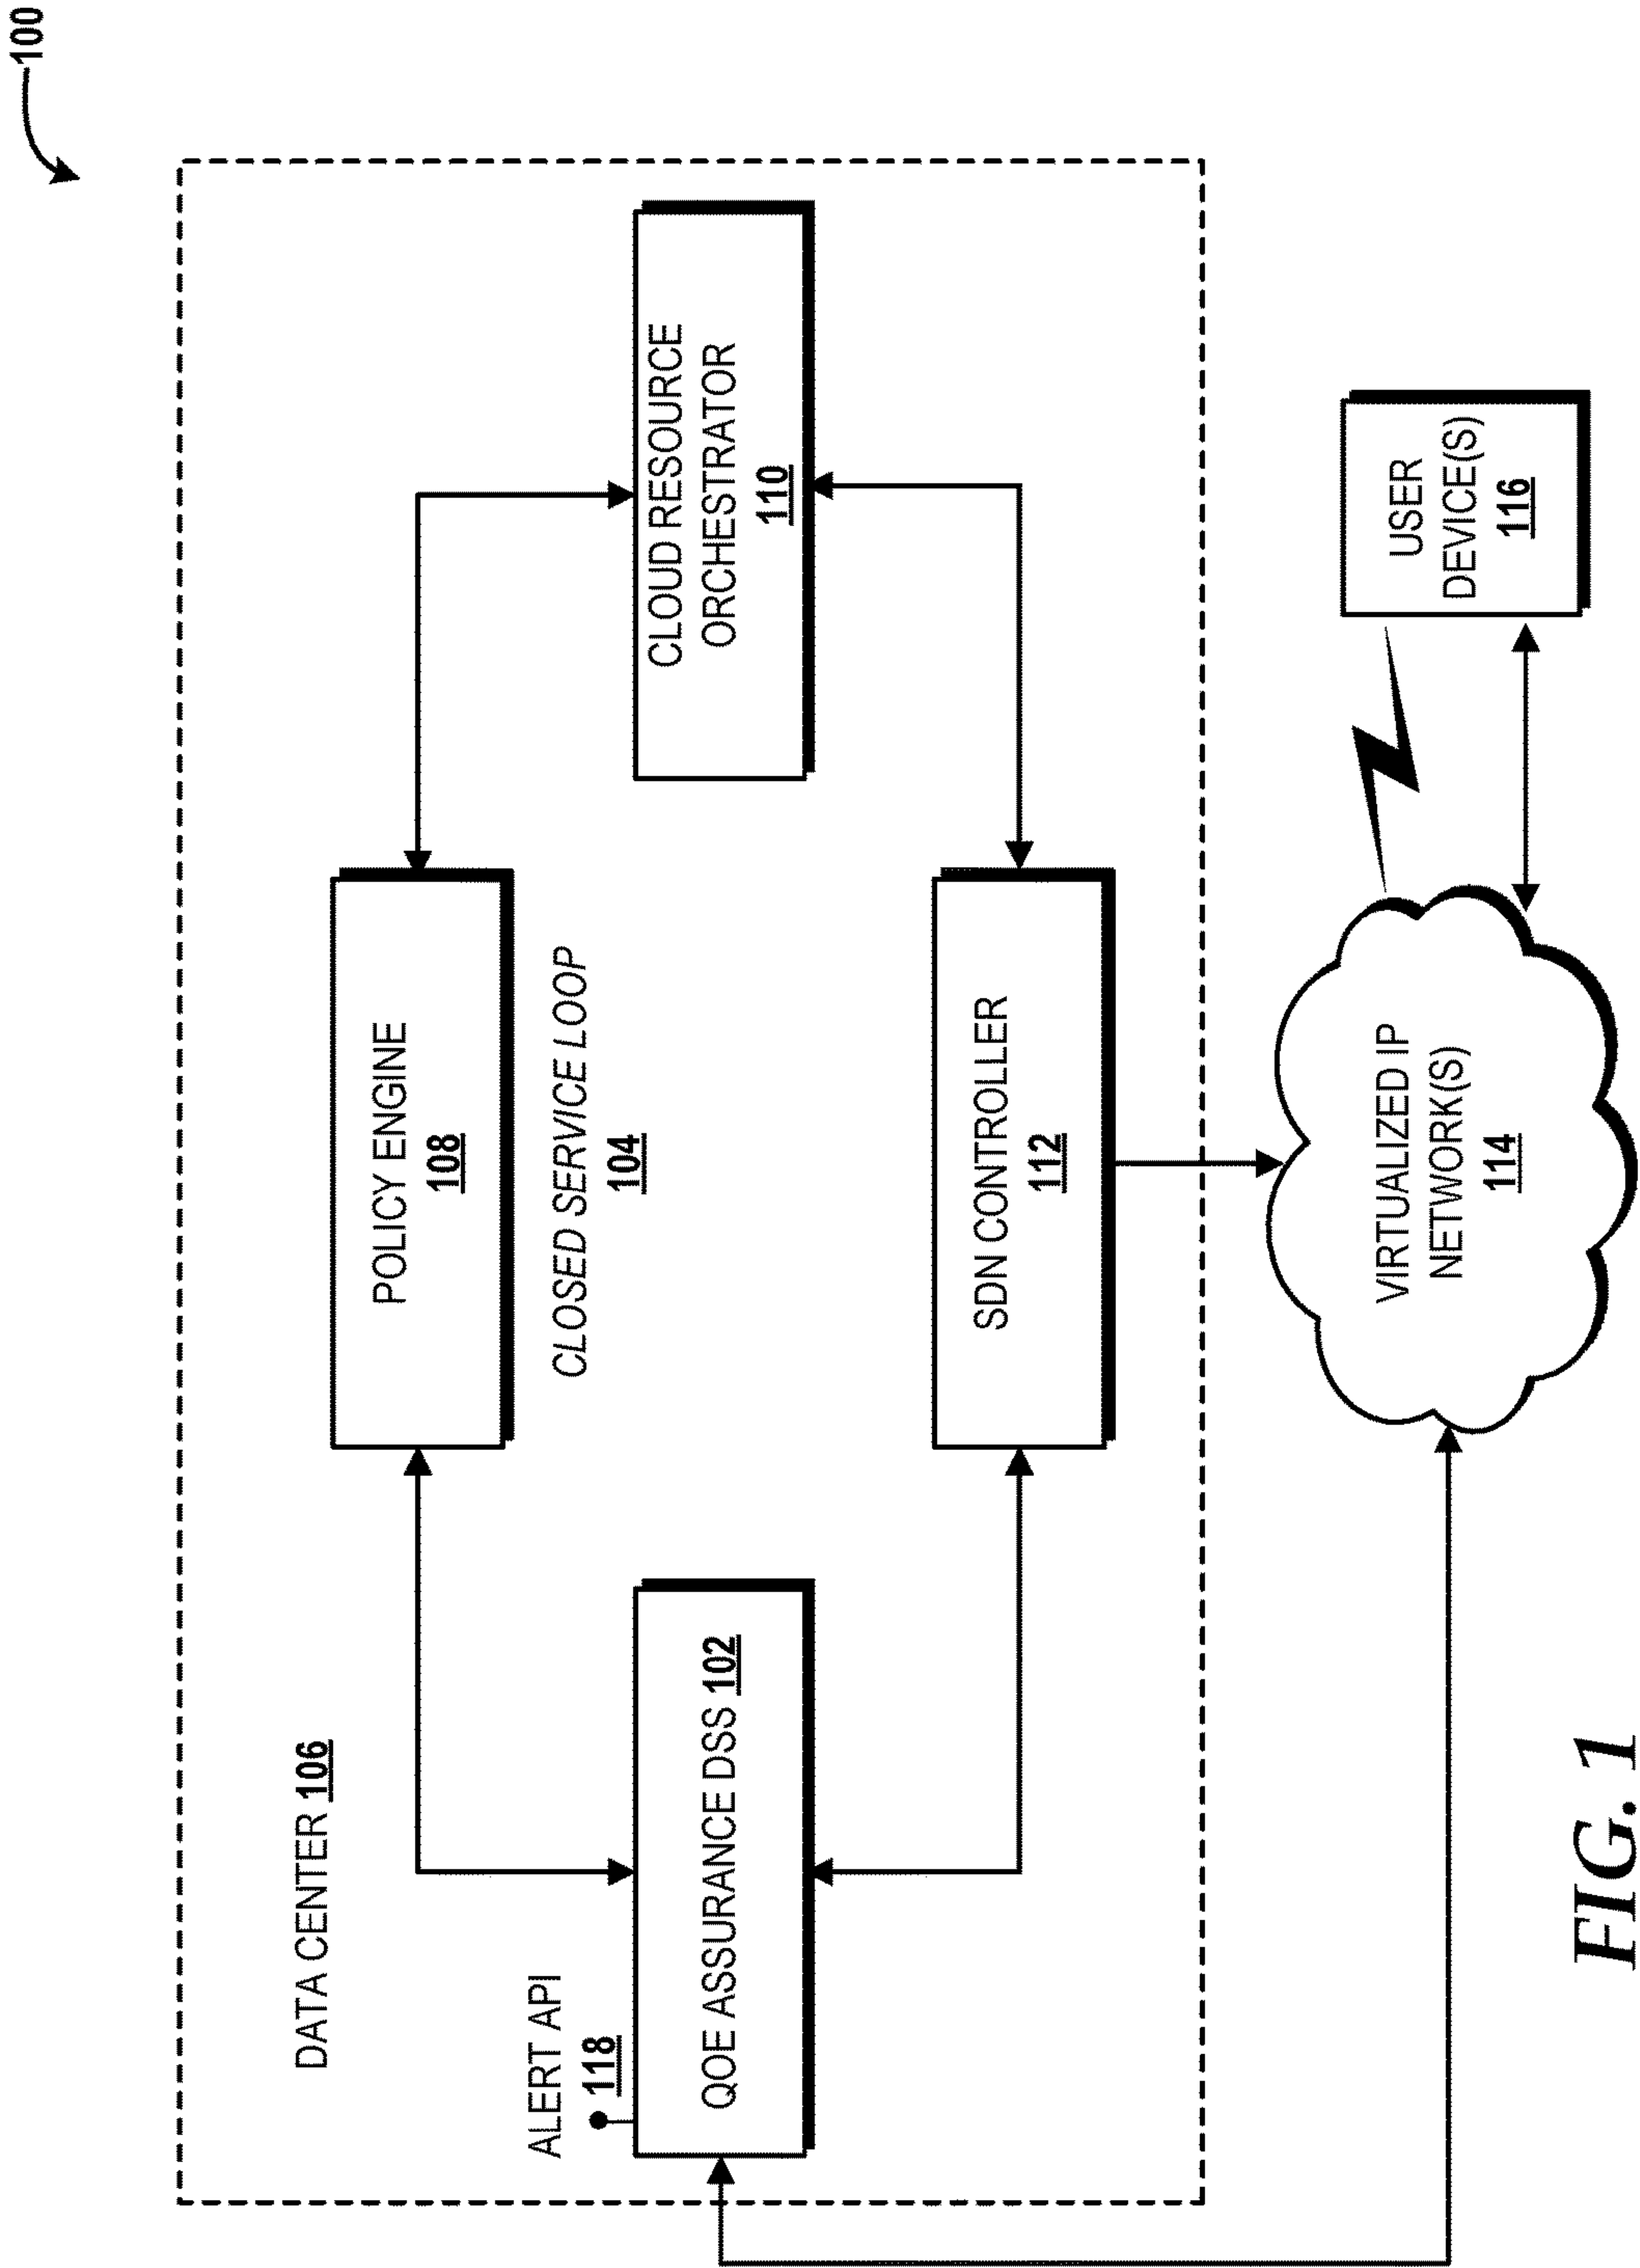 100
DATA CENTER 106
POLICY ENGINE
108
CLOSED SERVICE LOOP
104
ALERT API
118
QOE ASSURANCE DSS 102
CLOUD RESOURCE
ORCHESTRATOR
110
SDN CONTROLLER
112
VIRTUALIZED IP
NETWORK(S)
114
USER
DEVICE(S)
116
FIG. 1